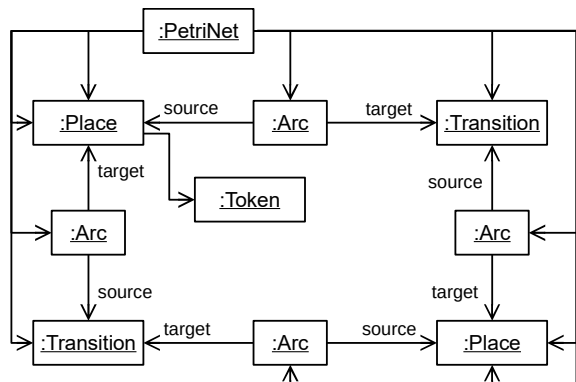 :PetriNet
source
target
:Place
:Arc
:Transition
target
source
:Token
:Arc
:Arc
source
target
target
source
:Transition
:Arc
:Place